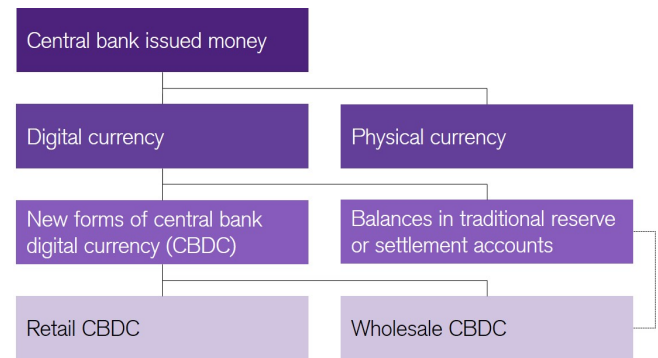 Central bank issued money
Digital currency
Physical currency
New forms of central bank
digital currency (CBDC)
Balances in traditional reserve
or settlement accounts
Retail CBDC
Wholesale CBDC